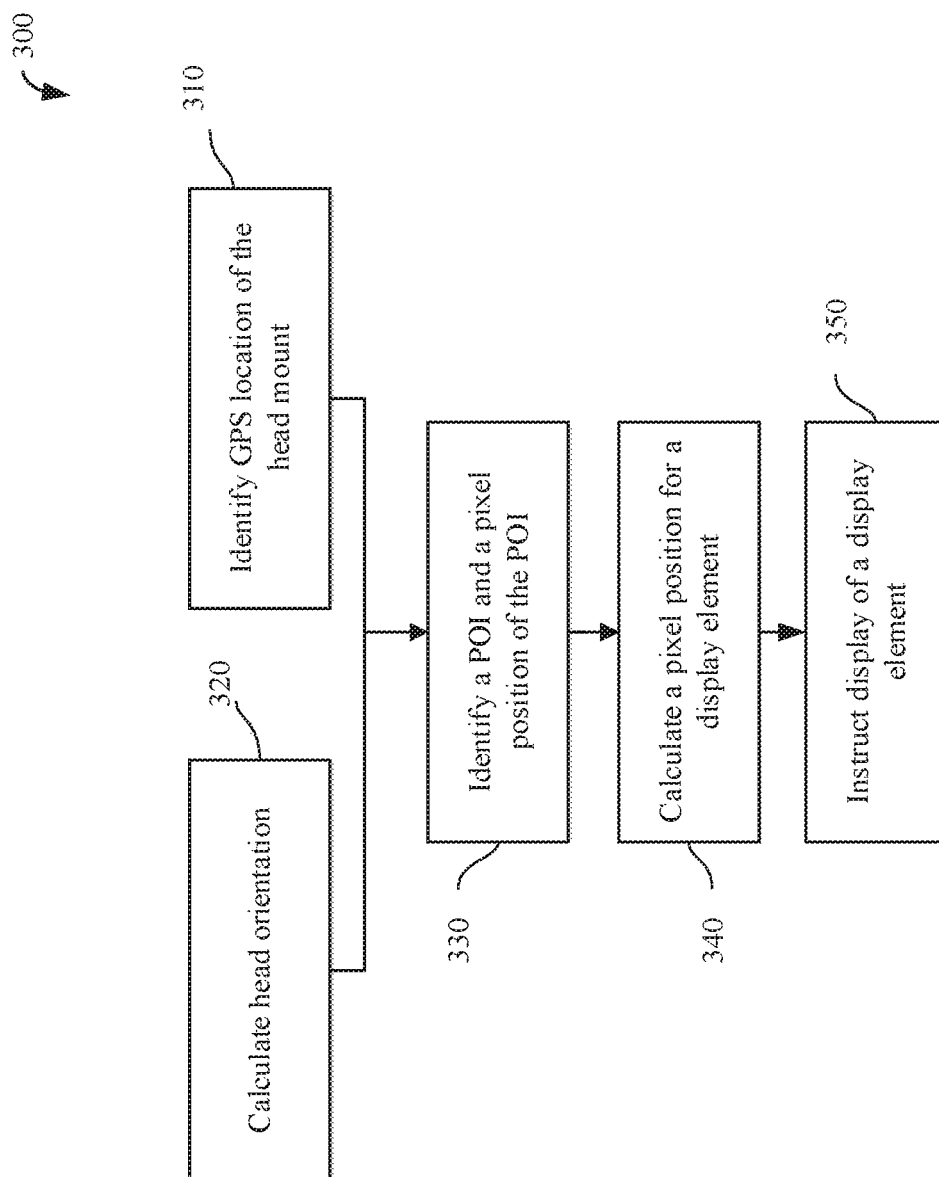 300
310
Identify GPS location of the
head mount
320
Calculate head orientation
330
Identify a POI and a pixel
position of the POI
340
Calculate a pixel position for a
display element
350
Instruct display of a display
element